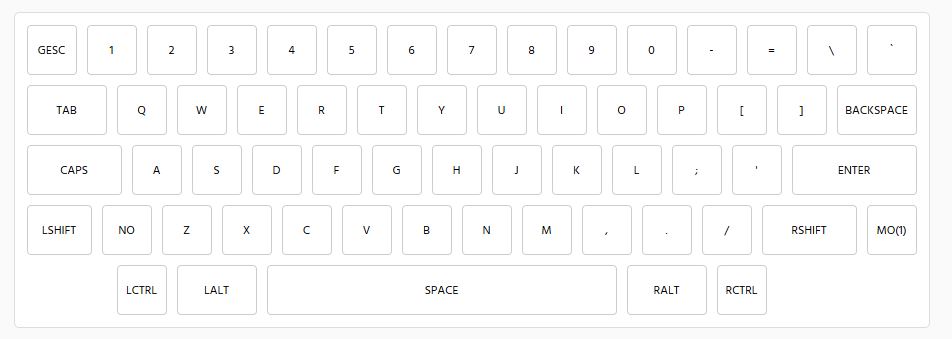 GESC 1 2 3 4 5 6 7 8 9 0 - = \ `
TAB Q W E R T Y U I O P [ ] BACKSPACE
CAPS A S D F G H J K L ; ' ENTER
LSHIFT NO Z X C V B N M , . / RSHIFT MO(1)
LCTRL LALT SPACE RALT RCTRL